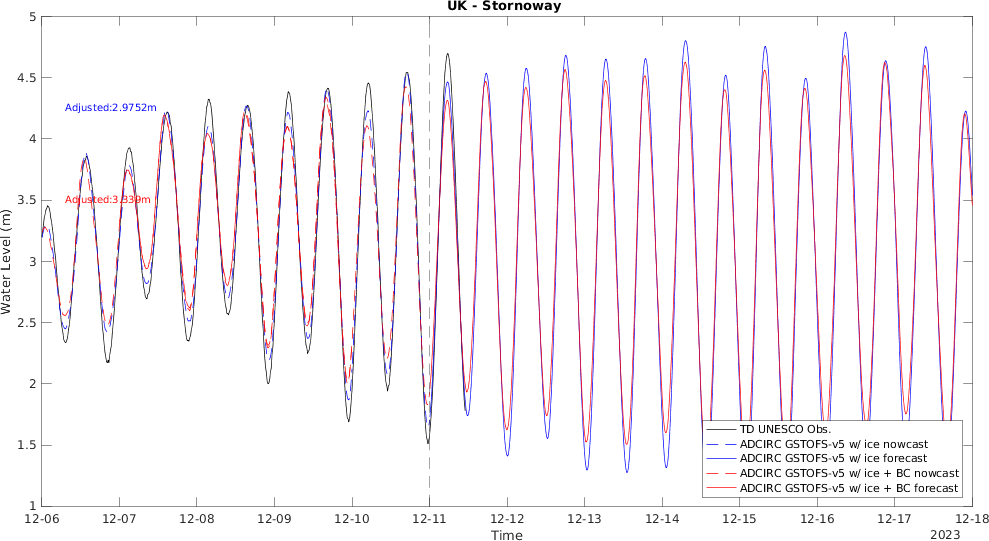 UK - Stornoway
5
4.5
4
3.5
3
2.5
2
1.5
1
Water Level (m)
Adjusted:2.9752m
Adjusted:3.339m
TD UNESCO Obs.
ADCIRC GSTOFS-v5 w/ ice nowcast
ADCIRC GSTOFS-v5 w/ ice forecast
ADCIRC GSTOFS-v5 w/ ice + BC nowcast
ADCIRC GSTOFS-v5 w/ ice + BC forecast
12-06 12-07 12-08 12-09 12-10 12-11 12-12 12-13 12-14 12-15 12-16 12-17 12-18
Time
2023